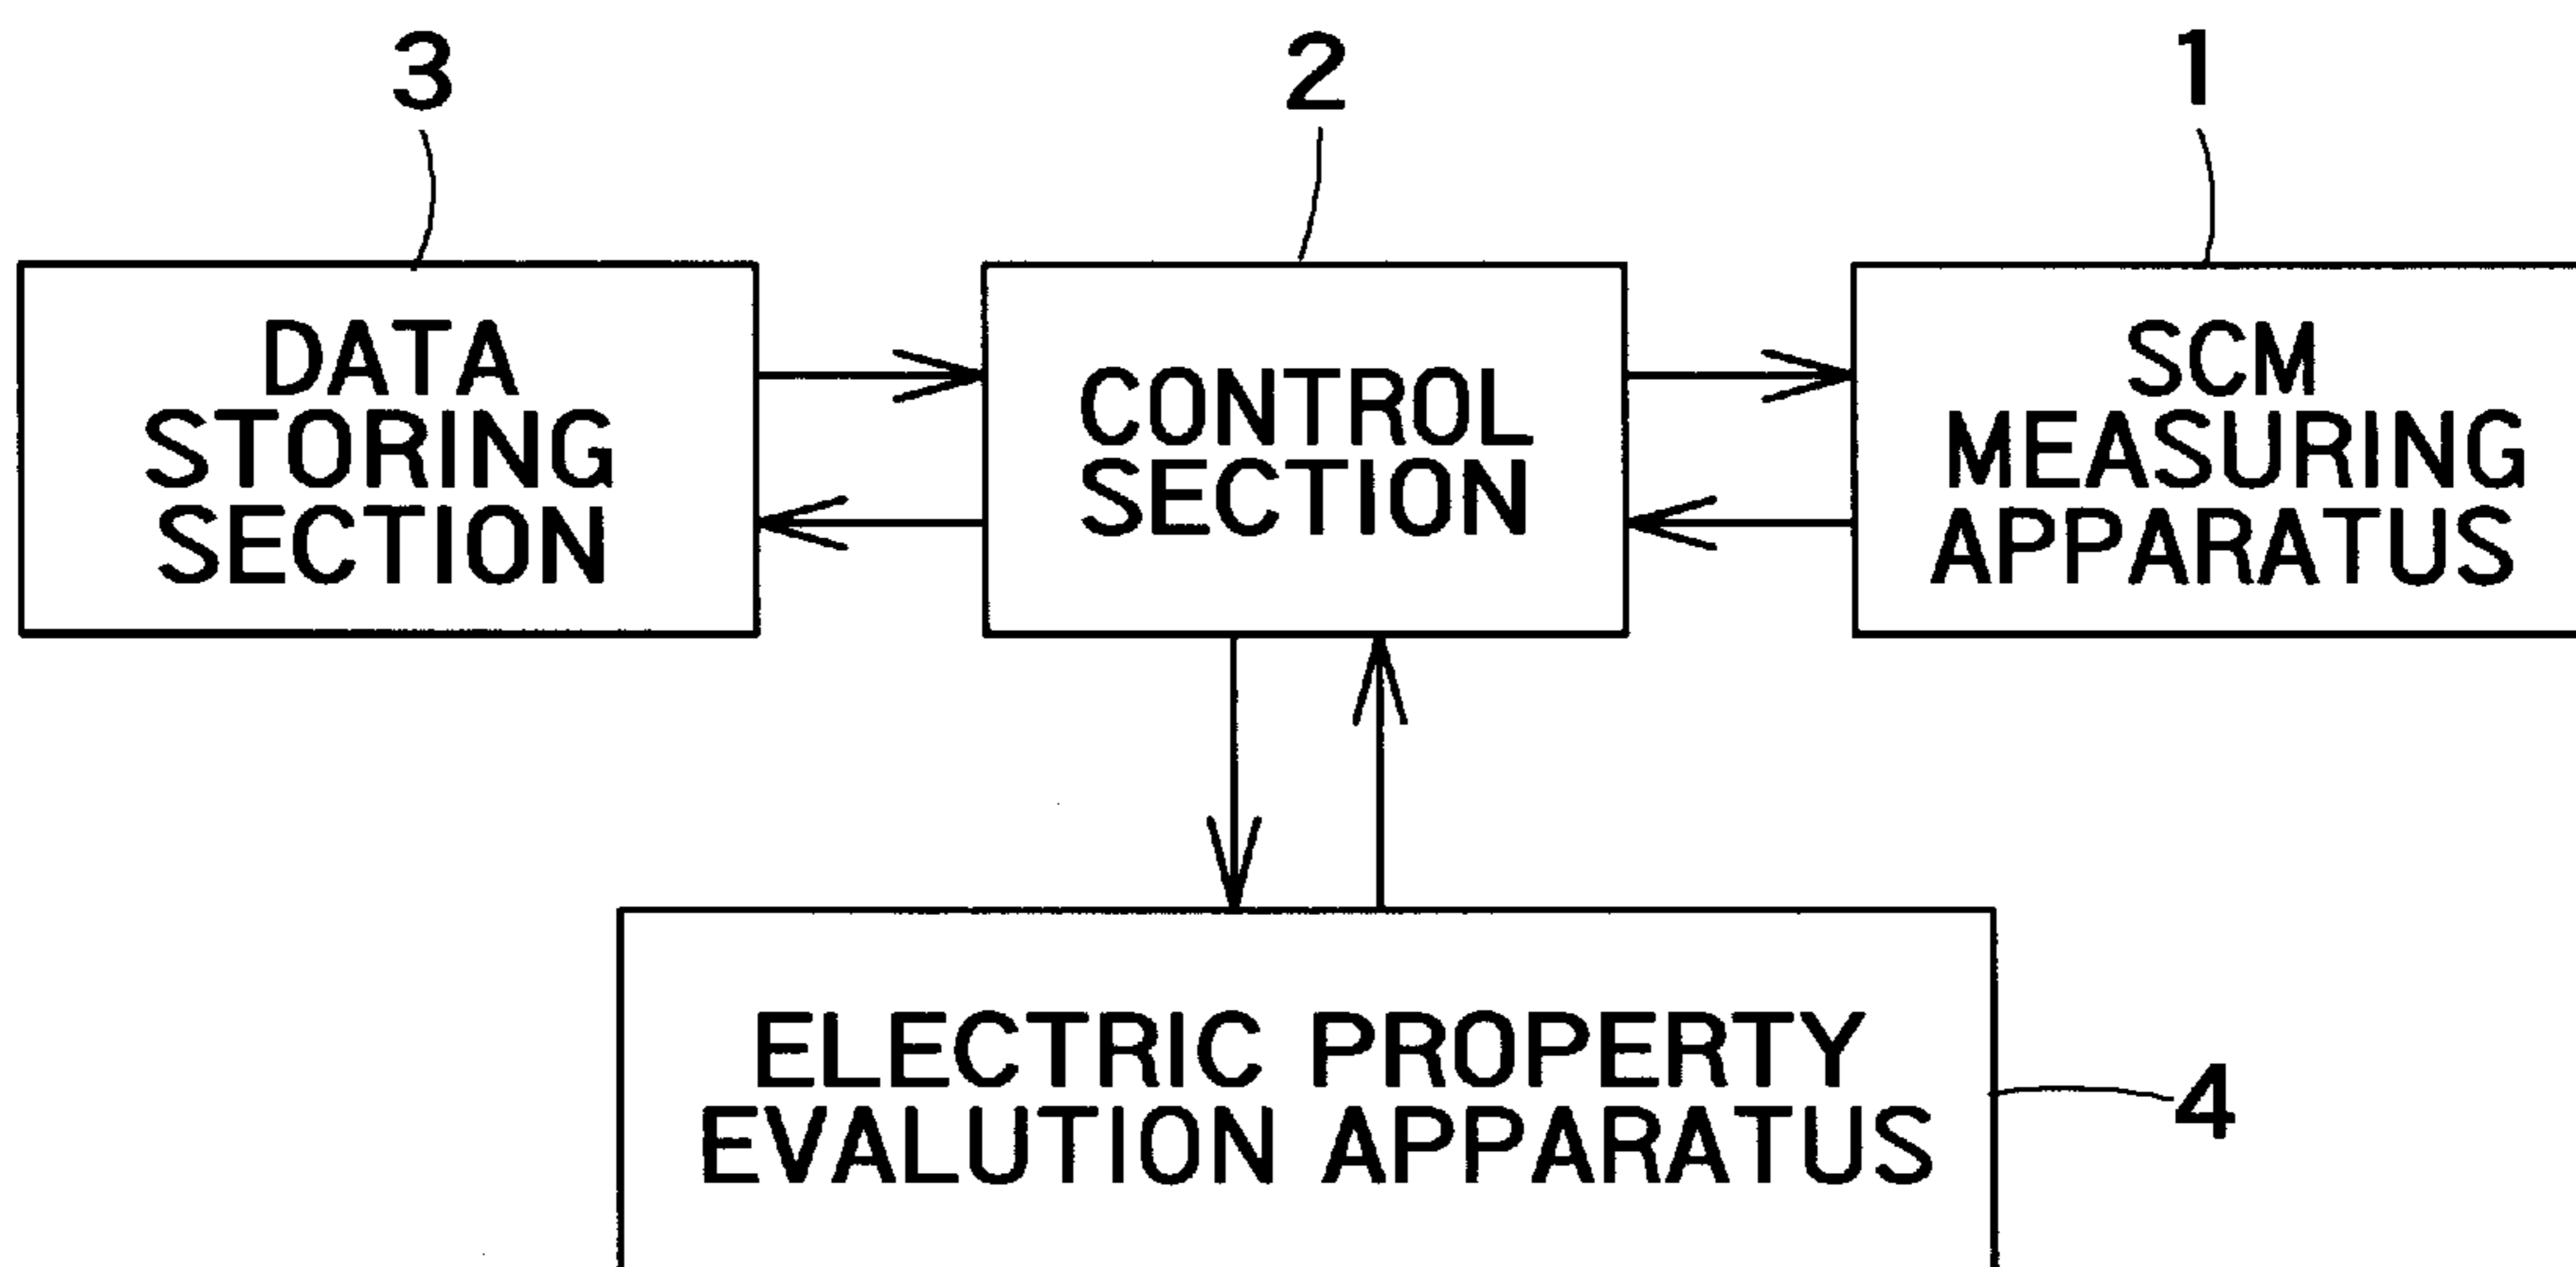 3
2
1
DATA
STORING
SECTION
CONTROL
SECTION
SCM
MEASURING
APPARATUS
ELECTRIC PROPERTY
EVALUTION APPARATUS
4